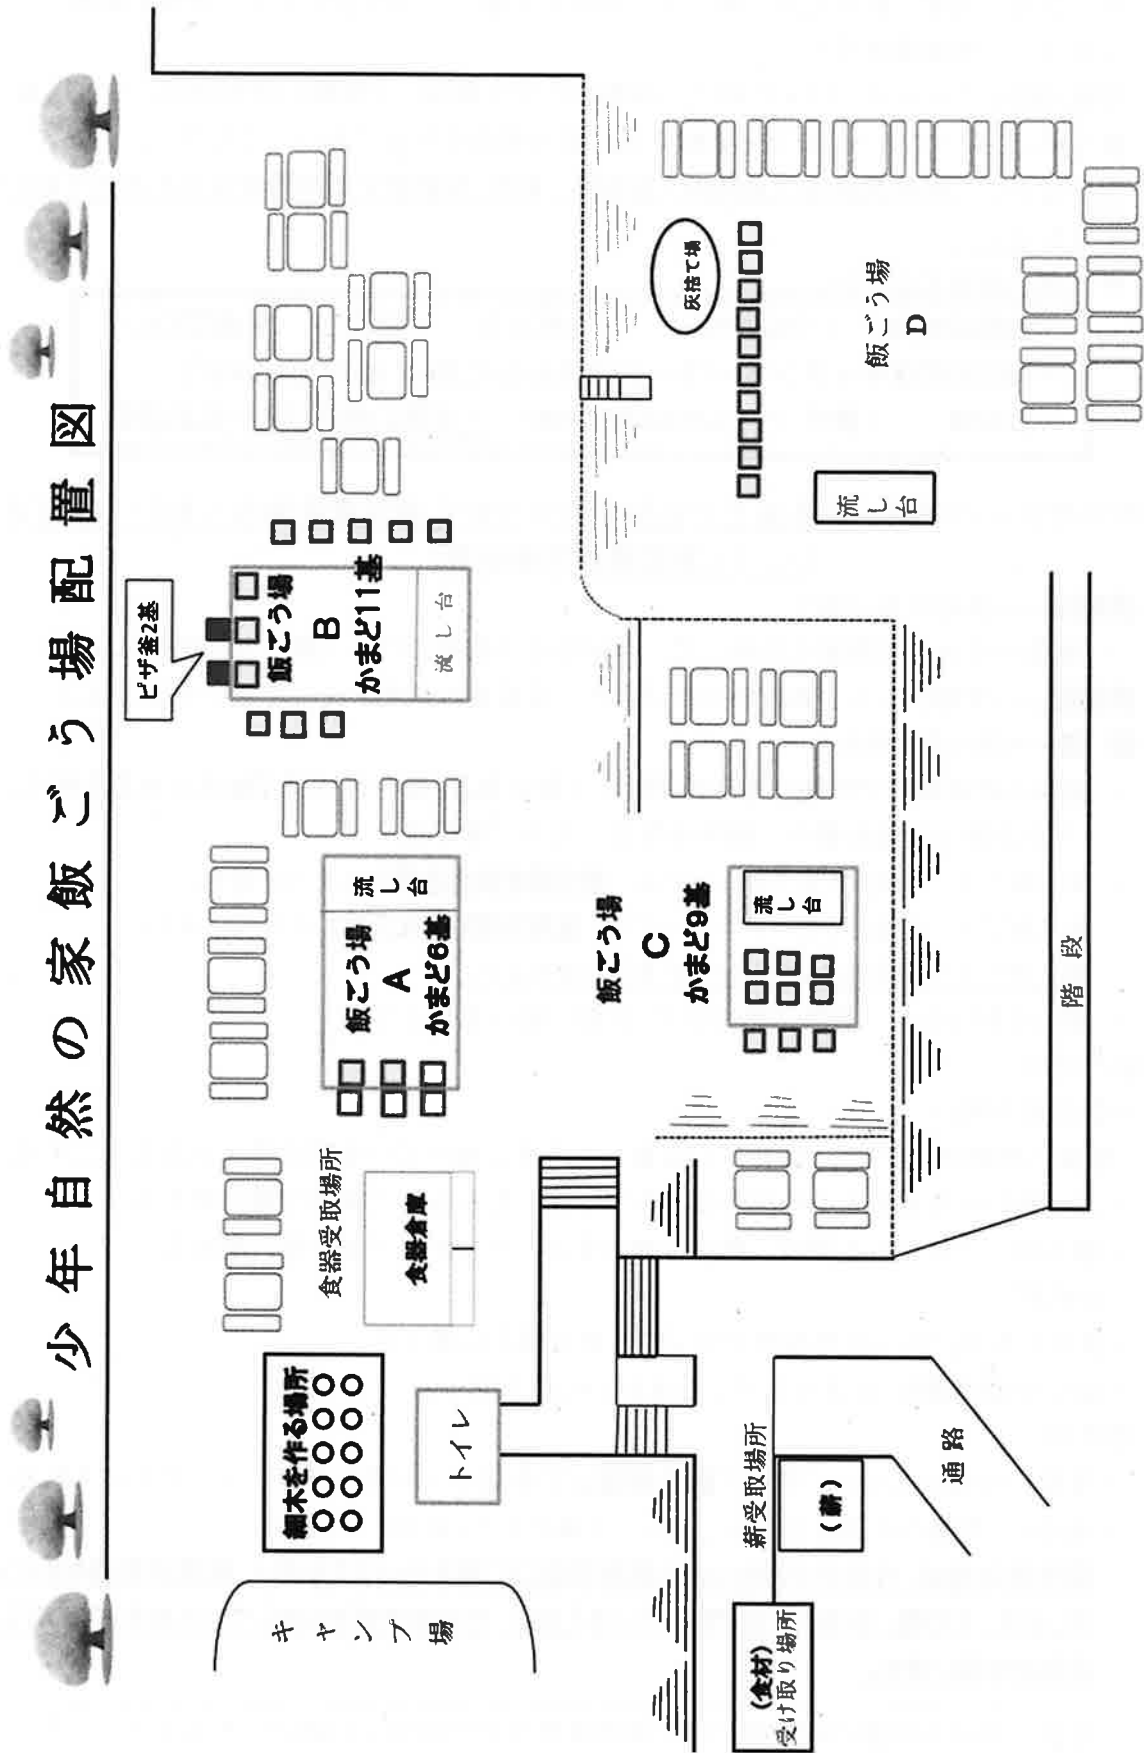 少年自然の家飯ごう場配置図
ピザ釜2基
飯ごう場
B
かまど11基
流し台
飯ごう場
A
かまど6基
流し台
食器受取場所
食器倉庫
細木を作る場所
トイレ
キャンプ場
飯ごう場
C
かまど9基
流し台
灰捨て場
飯ごう場
D
流し台
階段
薪受取場所
(薪)
通路
(食材)
受け取り場所